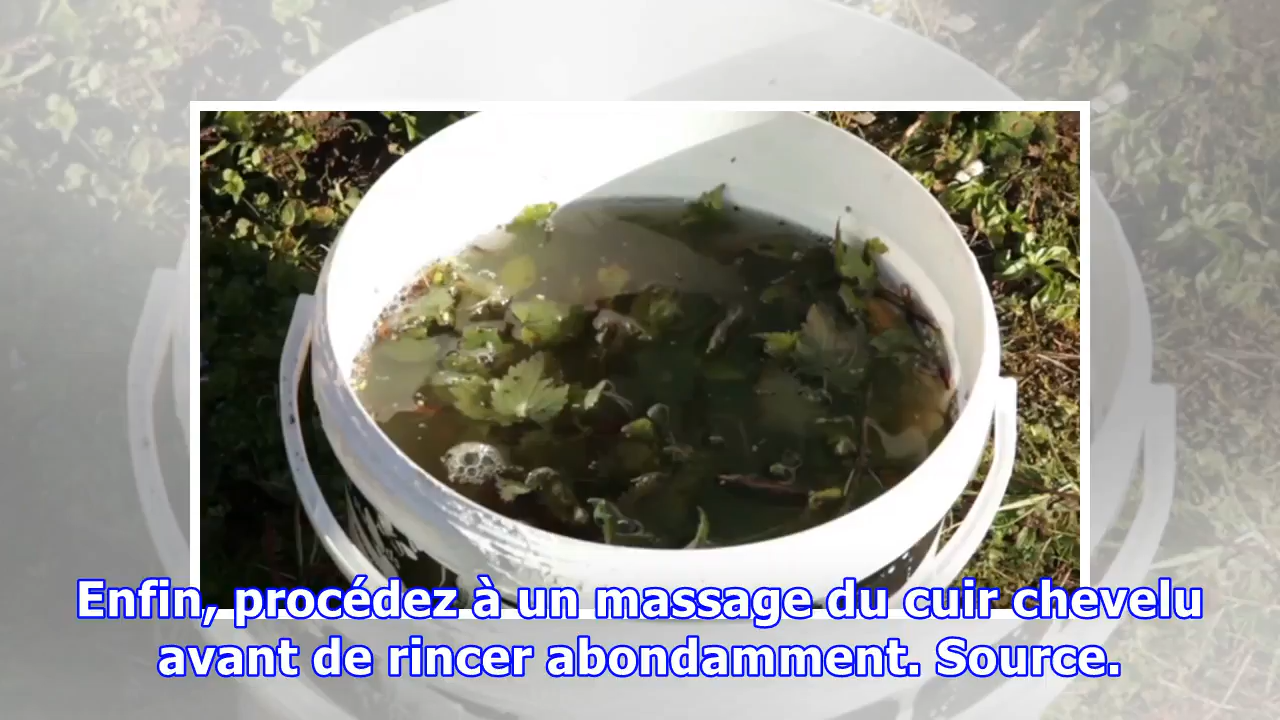 Enfin, procédez à un massage du cuir chevelu
avant de rincer abondamment. Source.